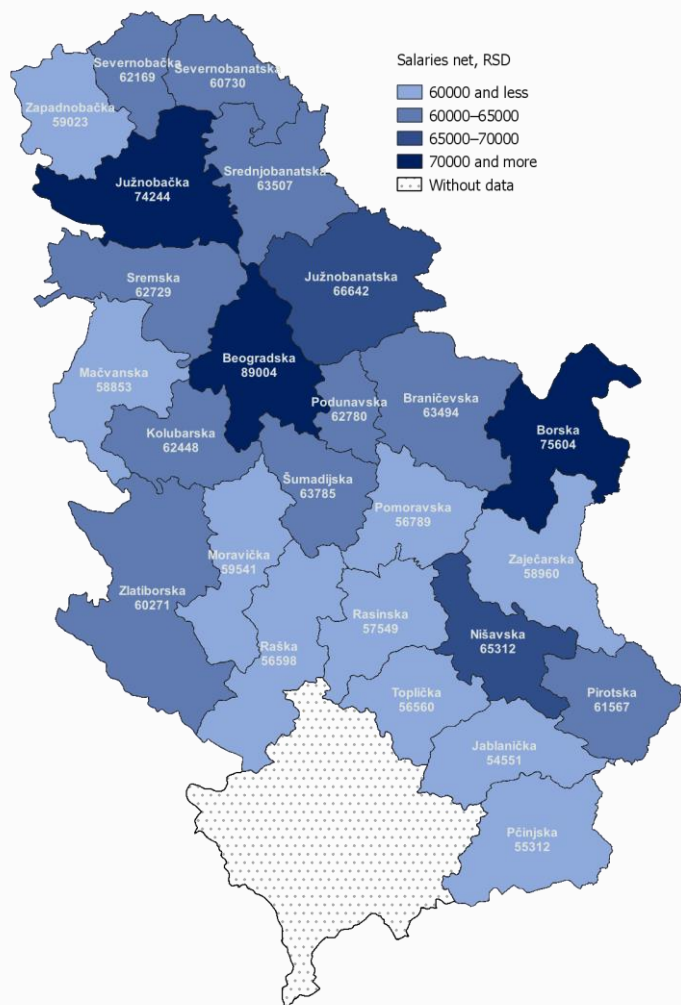 Salaries net, RSD
60000 and less
60000–65000
65000–70000
70000 and more
Without data
Severnobačka
62169
Severnobanatska
60730
Zapadnobačka
59023
Južnobačka
74244
Srednjobanatska
63507
Sremska
62729
Južnobanatska
66642
Mačvanska
58853
Beogradska
89004
Podunavska
62780
Braničevska
63494
Borska
75604
Kolubarska
62448
Šumadijska
63785
Pomoravska
56789
Zaječarska
58960
Moravička
59541
Zlatiborska
60271
Raška
56598
Rasinska
57549
Nišavska
65312
Toplička
56560
Pirotska
61567
Jablanička
54551
Pčinjska
55312